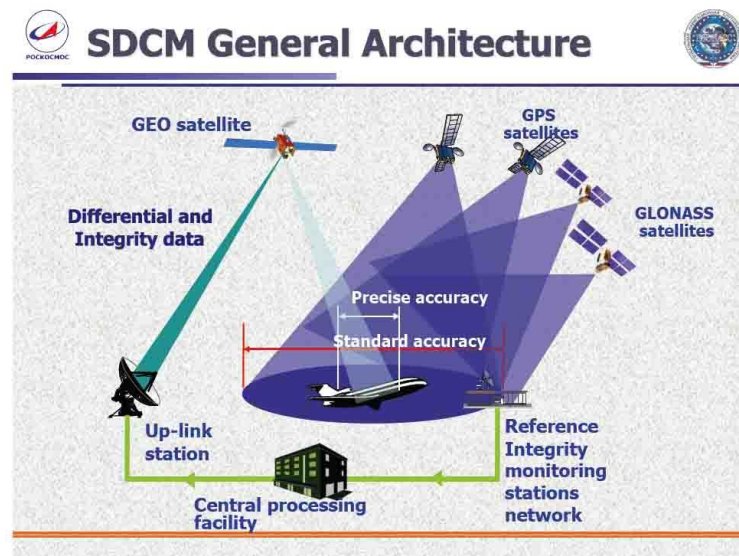 SDCM General Architecture
РОСКОСМОС
GEO satellite
GPS
satellites
Differential and
Integrity data
GLONASS
satellites
Precise accuracy
Standard accuracy
Up-link
station
Reference
Integrity
monitoring
stations
network
Central processing
facility